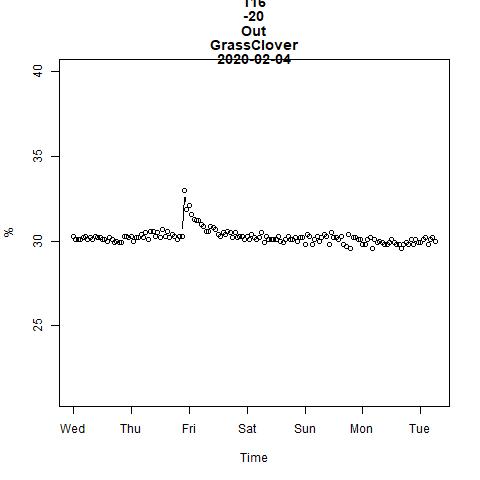 T16
-20
Out
GrassClover
2020-02-04
40
35
30
25
%
Wed Thu Fri Sat Sun Mon Tue
Time